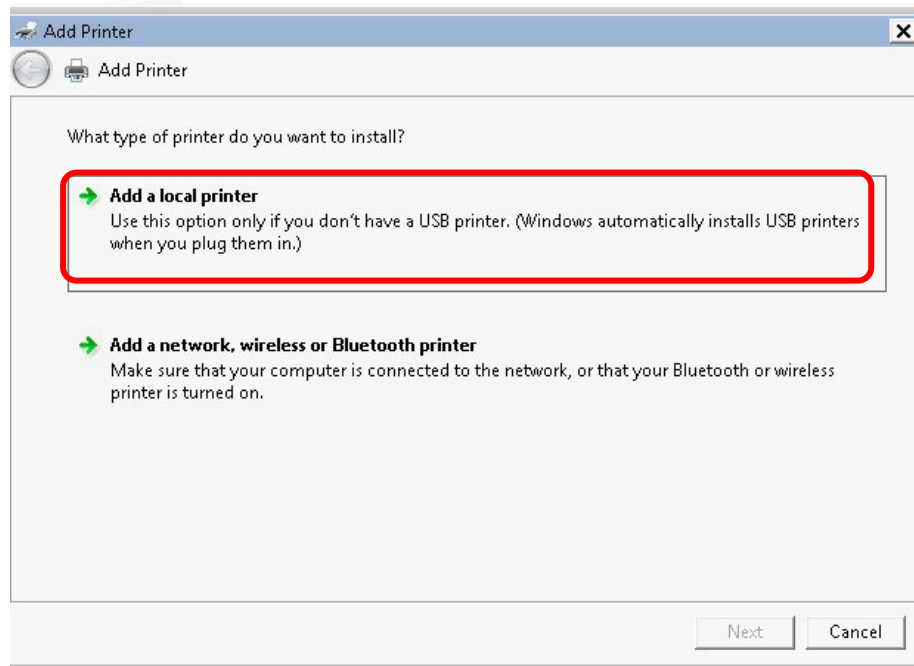 Add Printer
Add Printer
What type of printer do you want to install?
Add a local printer
Use this option only if you don't have a USB printer. (Windows automatically installs USB printers
when you plug them in.)
Add a network, wireless or Bluetooth printer
Make sure that your computer is connected to the network, or that your Bluetooth or wireless
printer is turned on.
Next Cancel